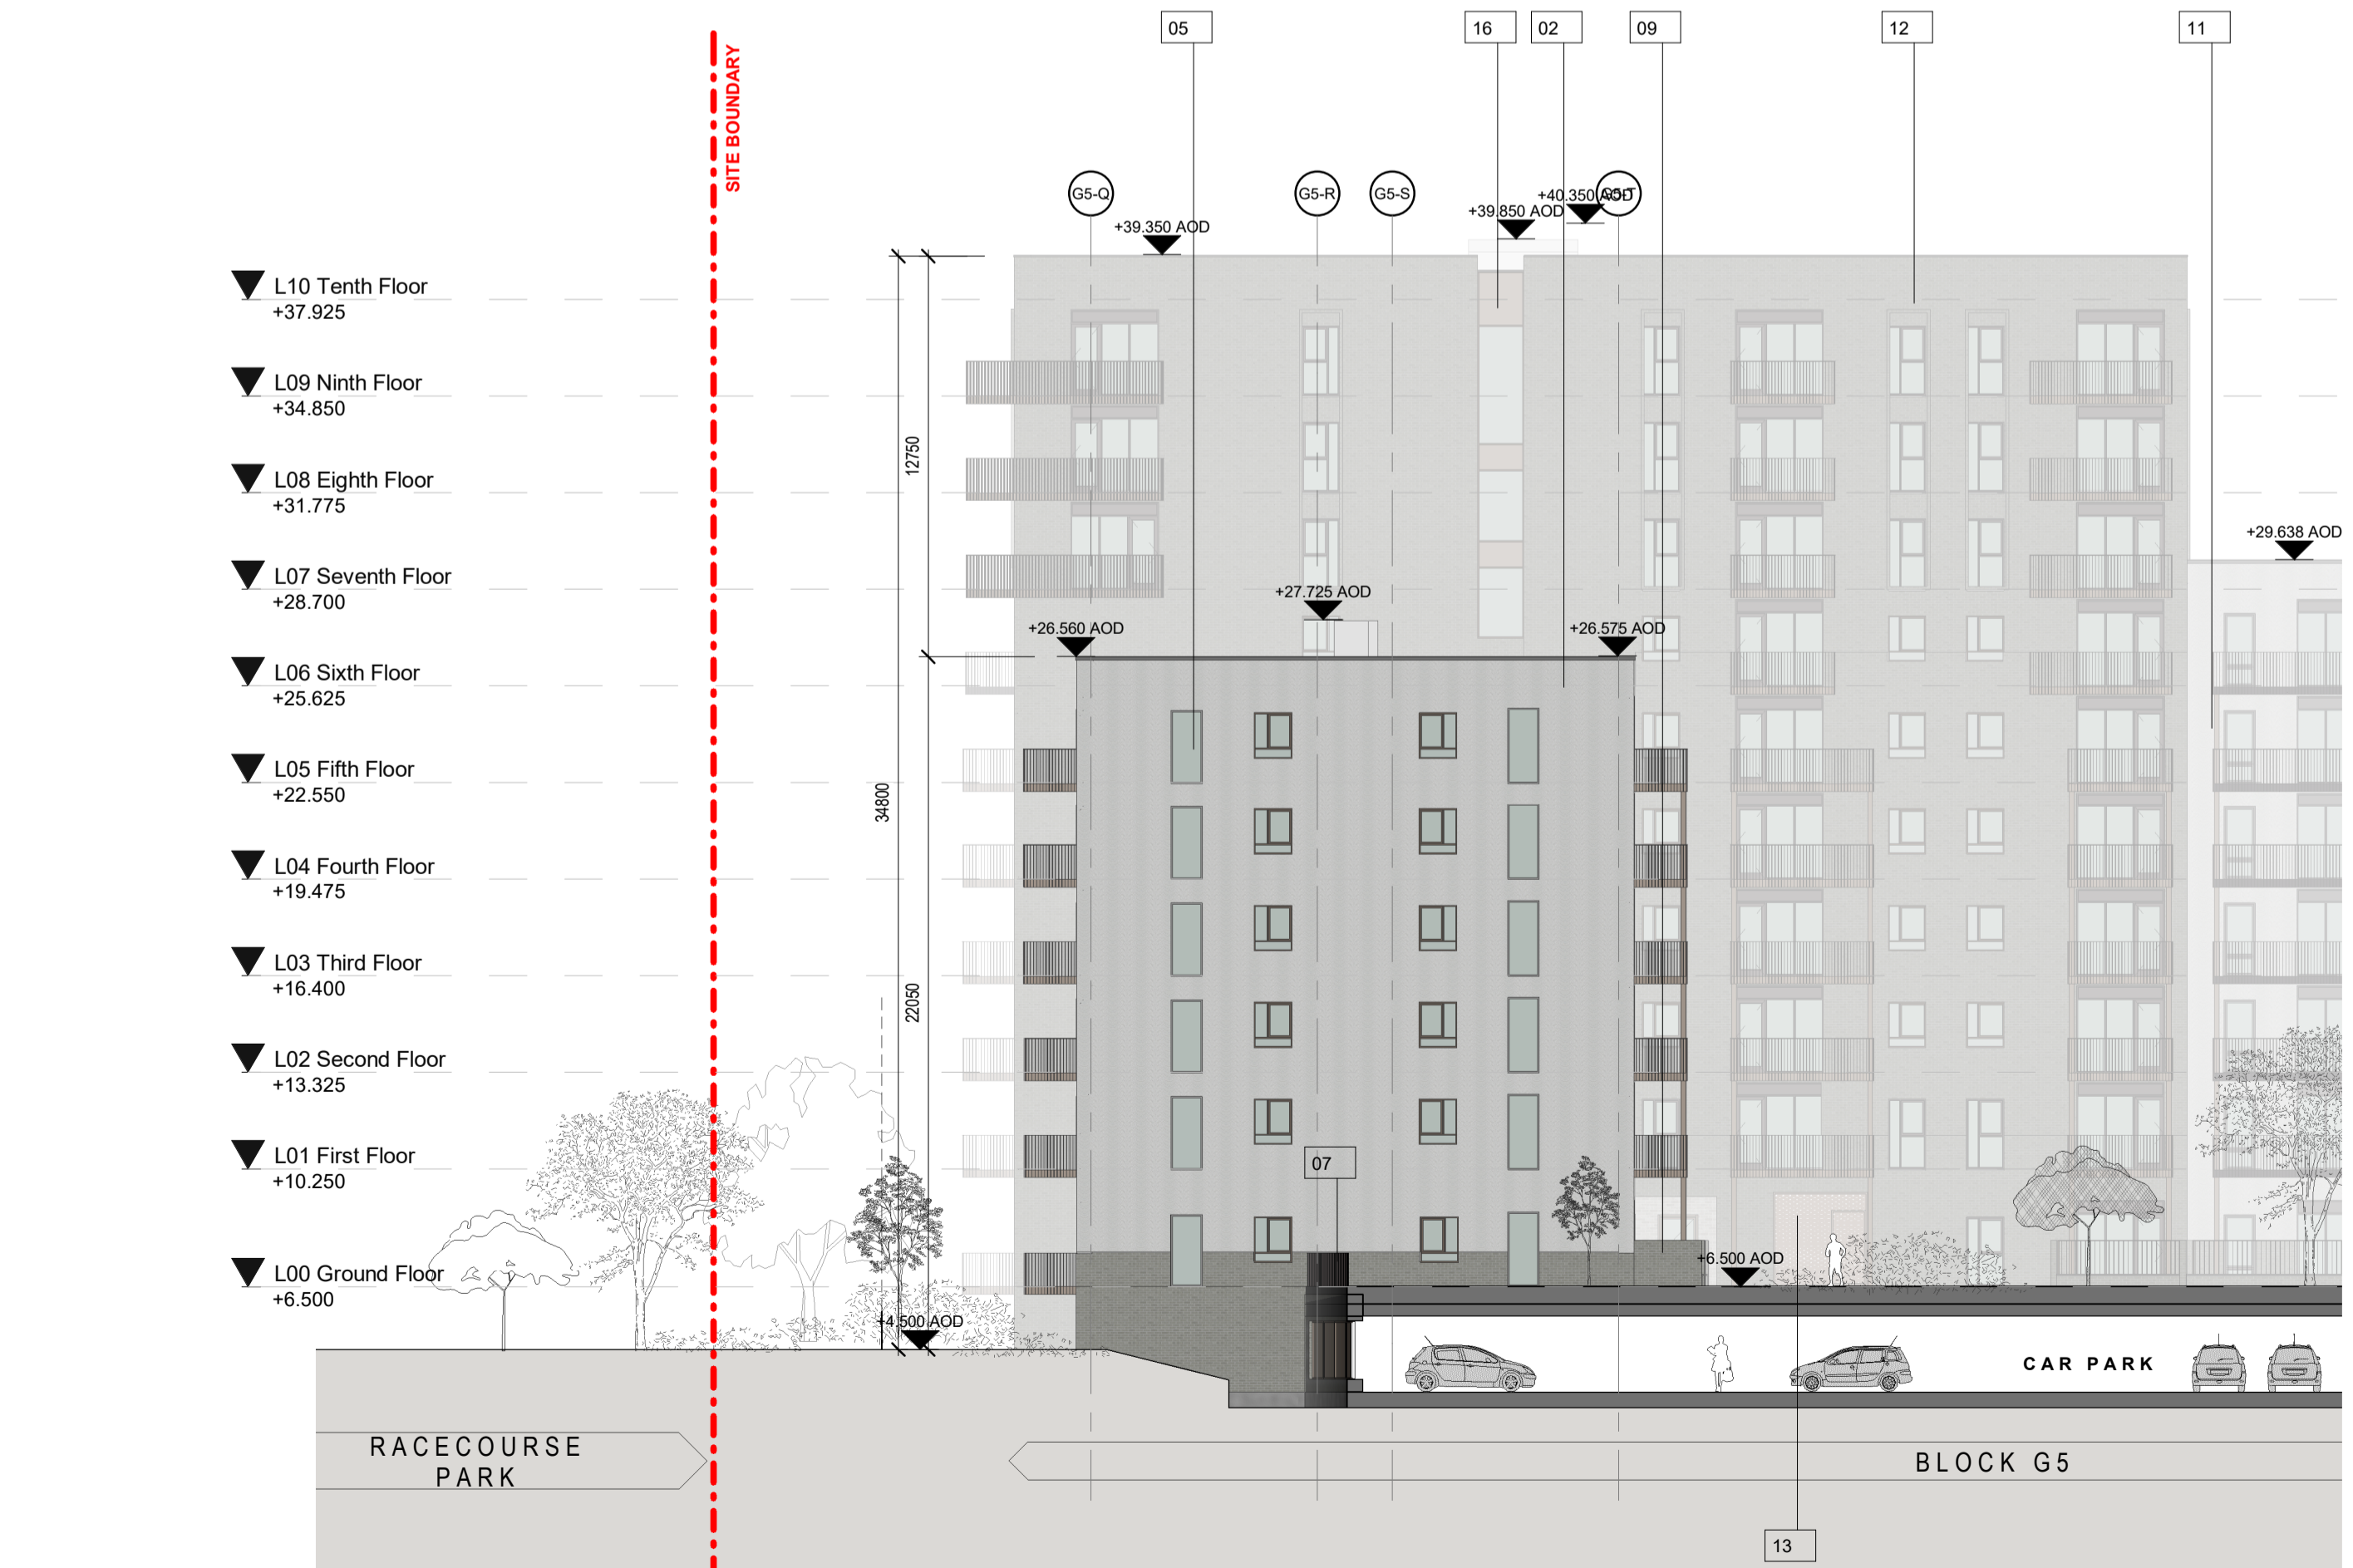 05
16
02
09
12
11
SITE BOUNDARY
G5-Q
G5-R
G5-S
G5-T
+40.350 AOD
+39.850 AOD
+39.350 AOD
L10 Tenth Floor
+37.925
L09 Ninth Floor
+34.850
12750
L08 Eighth Floor
+31.775
+29.638 AOD
L07 Seventh Floor
+28.700
+27.725 AOD
+26.560 AOD
+26.575 AOD
L06 Sixth Floor
+25.625
L05 Fifth Floor
+22.550
34800
L04 Fourth Floor
+19.475
L03 Third Floor
+16.400
22050
L02 Second Floor
+13.325
L01 First Floor
+10.250
07
L00 Ground Floor
+6.500
+6.500 AOD
+4.500 AOD
CAR PARK
RACECOURSE
PARK
BLOCK G5
13